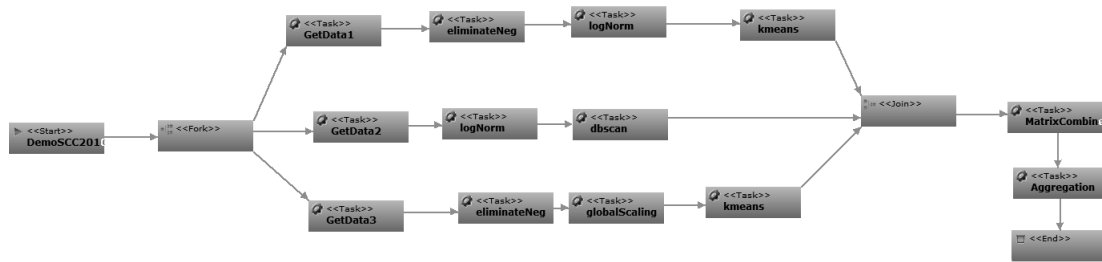 <<Start>>
DemoSCC201
<<Fork>>
<<Task>>
GetData1
<<Task>>
eliminateNeg
<<Task>>
logNorm
<<Task>>
kmeans
<<Task>>
GetData2
<<Task>>
logNorm
<<Task>>
dbscan
<<Task>>
GetData3
<<Task>>
eliminateNeg
<<Task>>
globalScaling
<<Task>>
kmeans
<<Join>>
<<Task>>
MatrixCombin
<<Task>>
Aggregation
<<End>>